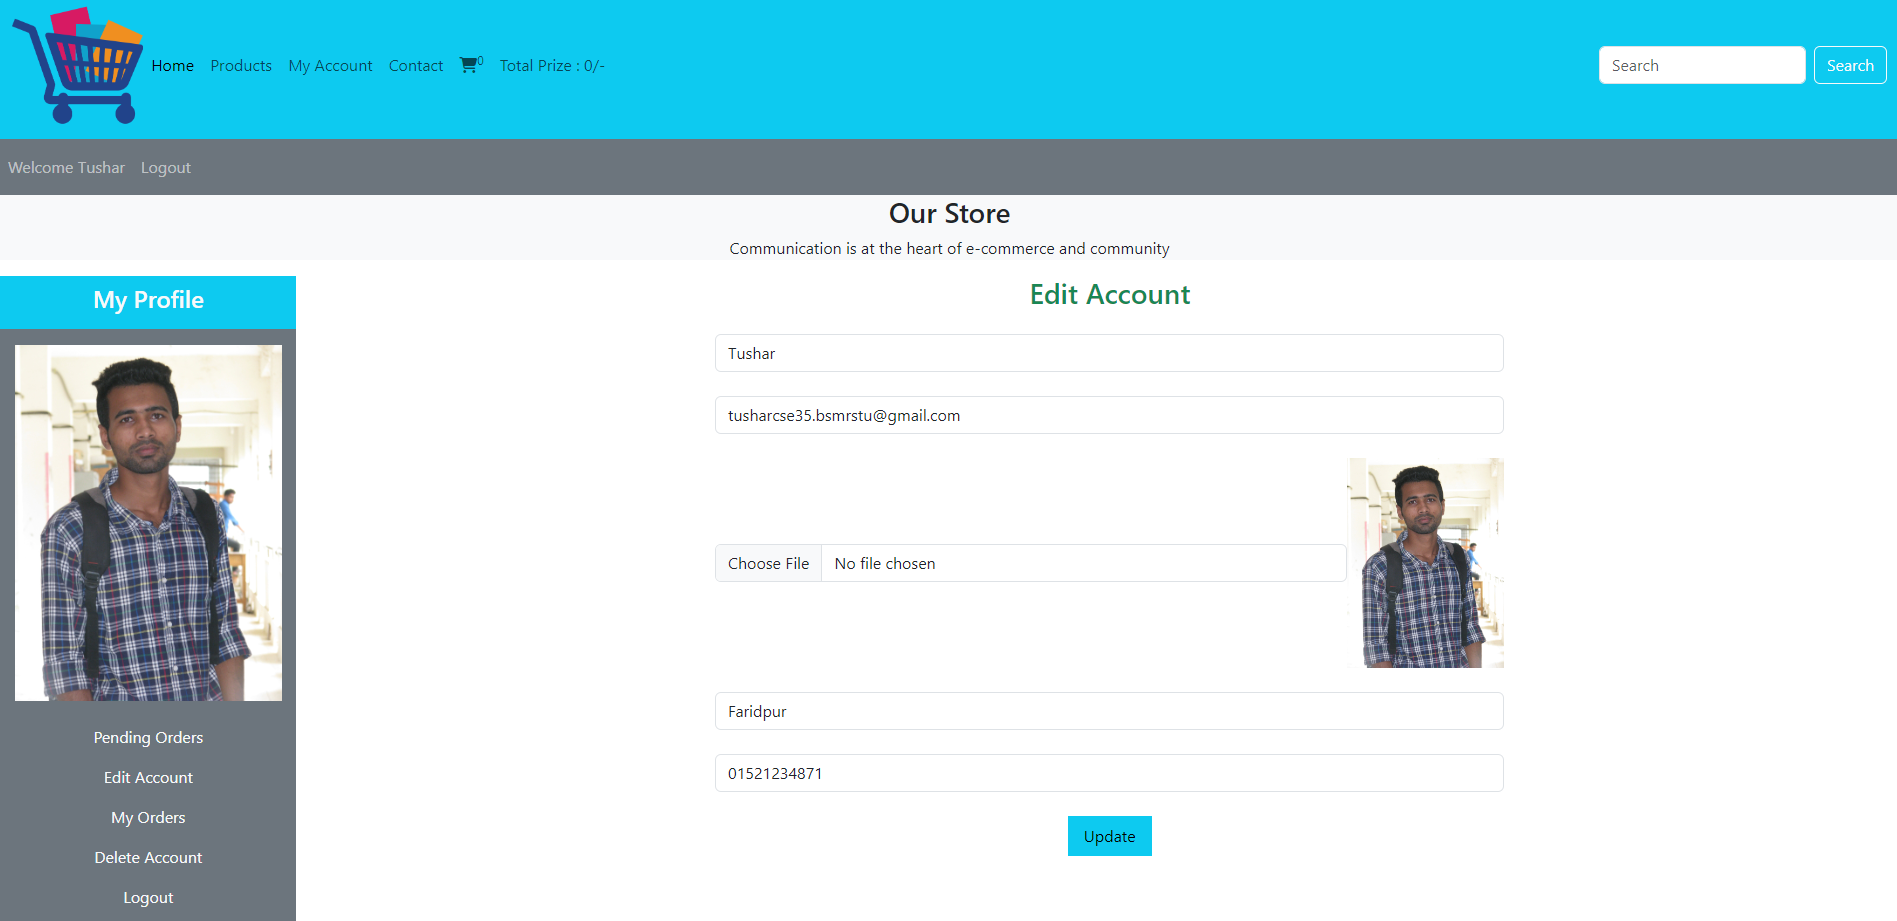 Home Products My Account Contact 0 Total Prize : 0/- Search Search
Welcome Tushar Logout
Our Store
Communication is at the heart of e-commerce and community
My Profile
Pending Orders
Edit Account
My Orders
Delete Account
Logout
Edit Account
Tushar
tusharcse35.bsmrstu@gmail.com
Choose File No file chosen
Faridpur
01521234871
Update